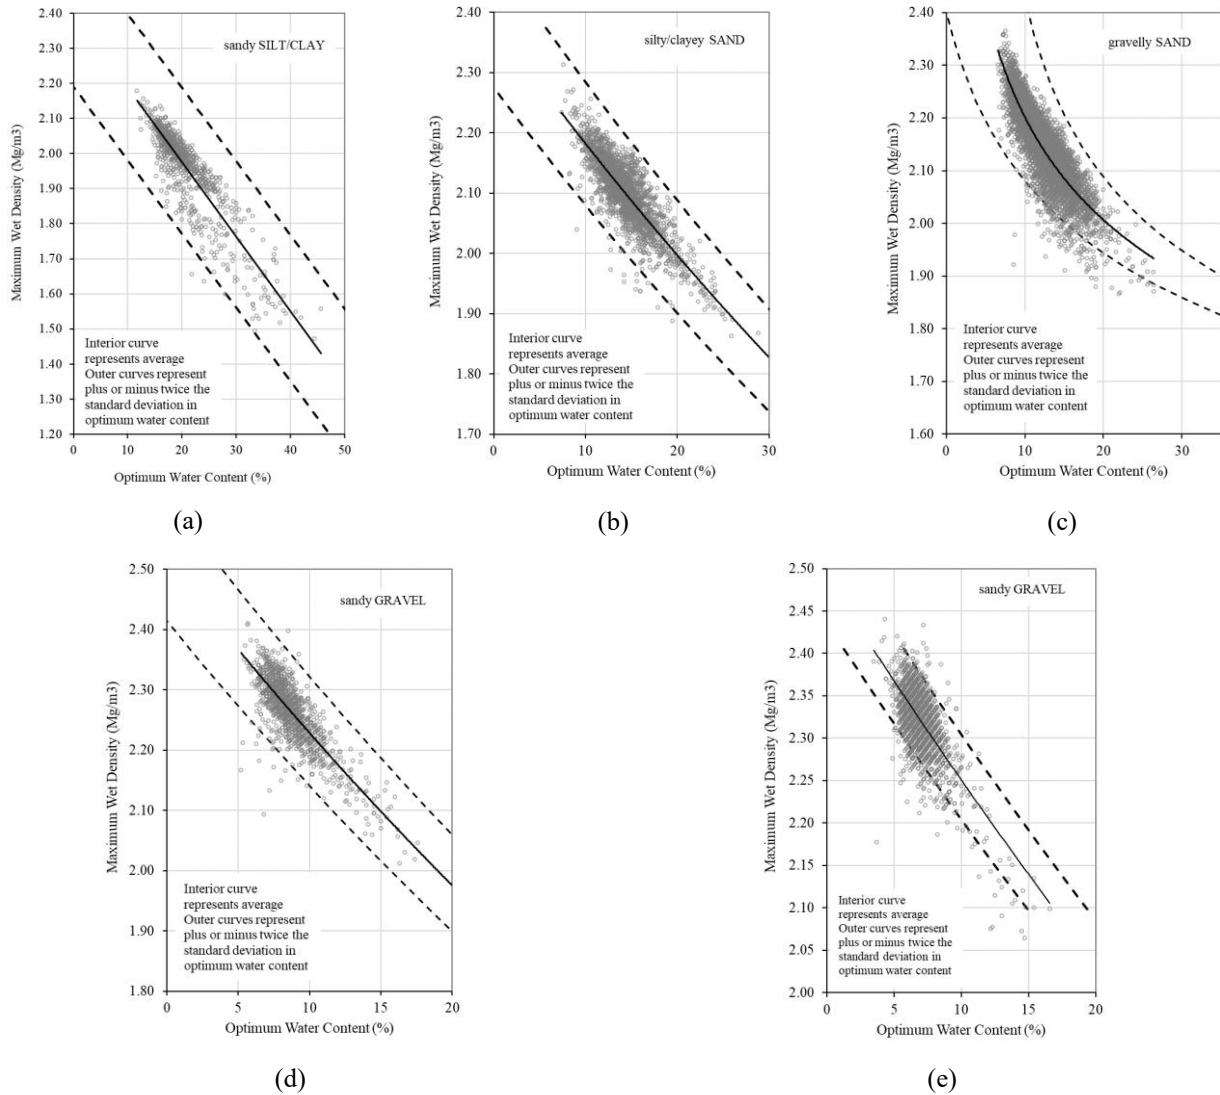 2.40
2.30
2.20
2.10
2.00
1.90
1.80
1.70
1.60
1.50
1.40
1.30
1.20
Maximum Wet Density (Mg/m3)
sandy SILT/CLAY
Interior curve
represents average
Outer curves represent
plus or minus twice the
standard deviation in
optimum water content
0 10 20 30 40 50
Optimum Water Content (%)
(a)
2.40
2.30
2.20
2.10
2.00
1.90
1.80
1.70
Maximum Wet Density (Mg/m3)
silty/clayey SAND
Interior curve
represents average
Outer curves represent
plus or minus twice the
standard deviation in
optimum water content
0 10 20 30
Optimum Water Content (%)
(b)
2.40
2.30
2.20
2.10
2.00
1.90
1.80
1.70
1.60
Maximum Wet Density (Mg/m3)
gravelly SAND
Interior curve
represents average
Outer curves represent
plus or minus twice the
standard deviation in
optimum water content
0 10 20 30
Optimum Water Content (%)
(c)
2.50
2.40
2.30
2.20
2.10
2.00
1.90
1.80
Maximum Wet Density (Mg/m3)
sandy GRAVEL
Interior curve
represents average
Outer curves represent
plus or minus twice the
standard deviation in
optimum water content
0 5 10 15 20
Optimum Water Content (%)
(d)
2.50
2.45
2.40
2.35
2.30
2.25
2.20
2.15
2.10
2.05
2.00
Maximum Wet Density (Mg/m3)
sandy GRAVEL
Interior curve
represents average
Outer curves represent
plus or minus twice the
standard deviation in
optimum water content
0 5 10 15 20
Optimum Water Content (%)
(e)